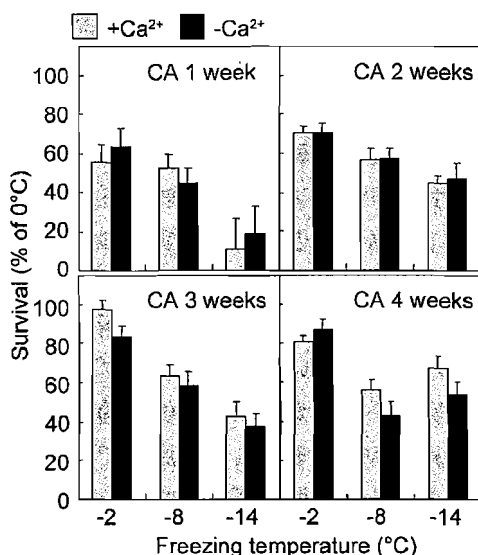 +Ca²⁺ -Ca²⁺
Survival (% of 0°C)
100
80
60
40
20
0
CA 1 week
CA 2 weeks
100
80
60
40
20
0
CA 3 weeks
CA 4 weeks
-2 -8 -14 -2 -8 -14
Freezing temperature (°C)